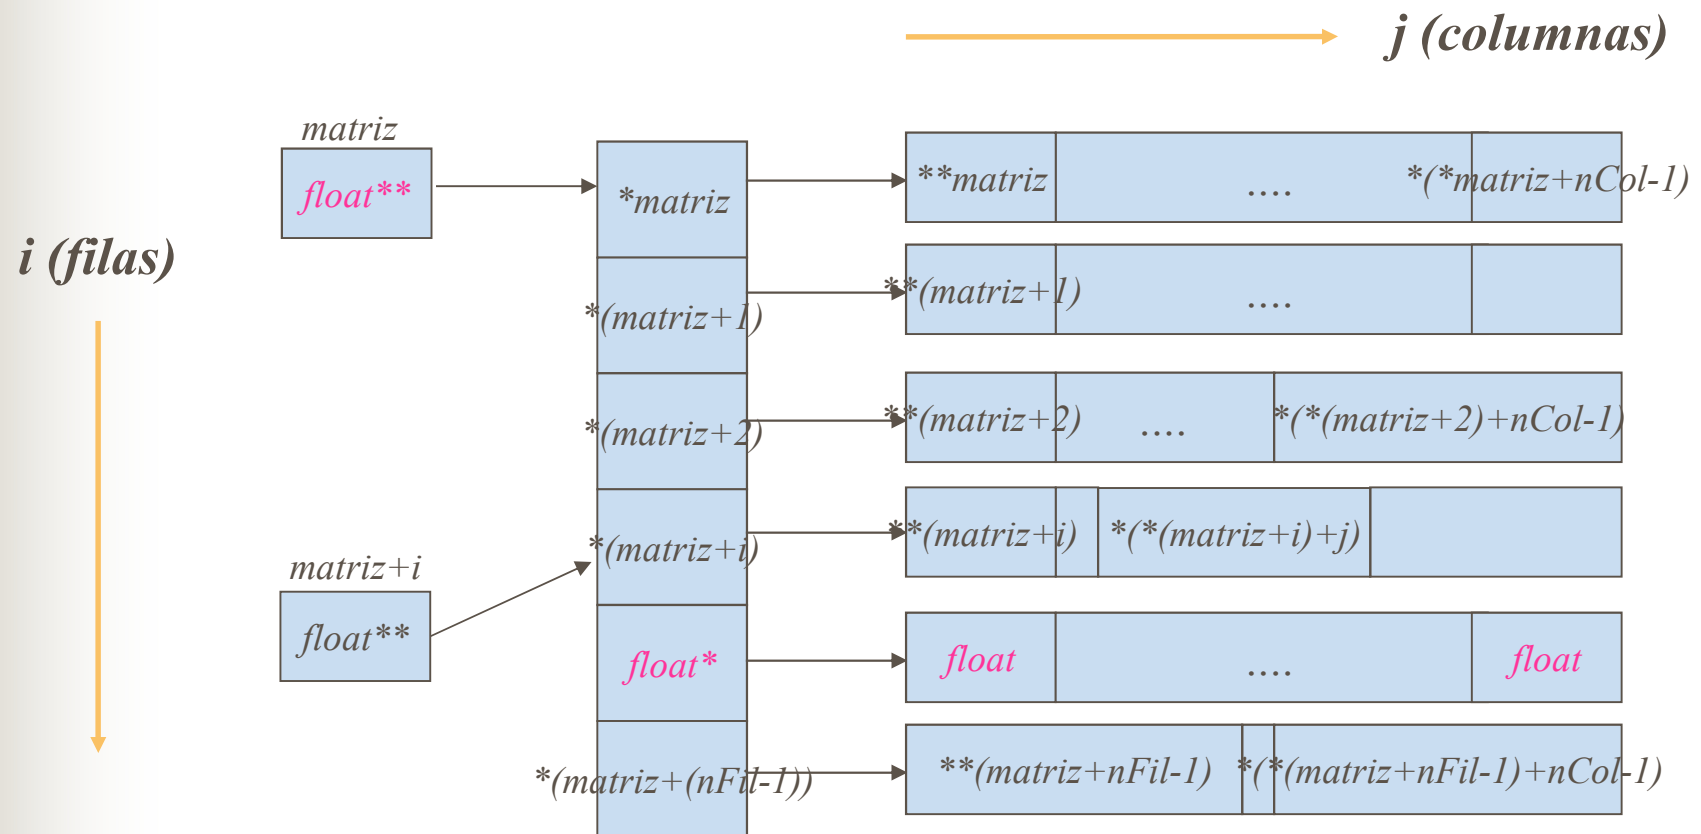 j (columnas)
matriz
float**
i (filas)
*matriz
**matriz
....
*(*matriz+nCol-1)
*(matriz+1)
**(matriz+1)
....
*(matriz+2)
**(matriz+2)
....
*(*(matriz+2)+nCol-1)
matriz+i
float**
*(matriz+i)
**(matriz+i)
*(*(matriz+i)+j)
float*
float
....
float
*(matriz+(nFil-1))
**(matriz+nFil-1)
*(*(matriz+nFil-1)+nCol-1)